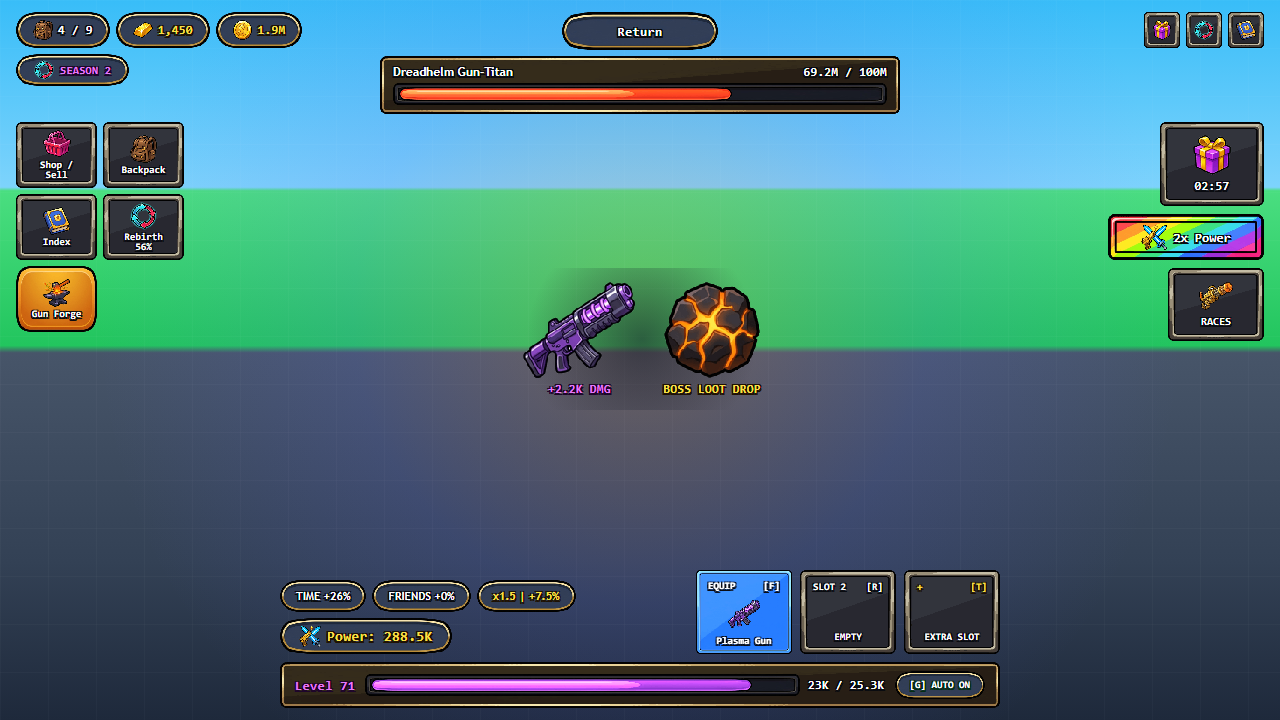 4 / 9
1,450
1.9M
Return
SEASON 2
Dreadhelm Gun-Titan
69.2M / 100M
Shop /
Sell
Backpack
Index
Rebirth
56%
Gun Forge
02:57
2x Power
RACES
+2.2K DMG
BOSS LOOT DROP
TIME +26%
FRIENDS +0%
x1.5 | +7.5%
Power: 288.5K
EQUIP [F]
Plasma Gun
SLOT 2 [R]
EMPTY
+ [T]
EXTRA SLOT
Level 71
23K / 25.3K
[G] AUTO ON